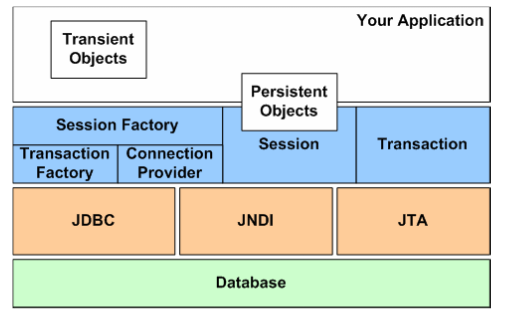 Your Application
Transient
Objects
Persistent
Objects
Session Factory
Transaction
Factory
Connection
Provider
Session
Transaction
JDBC
JNDI
JTA
Database